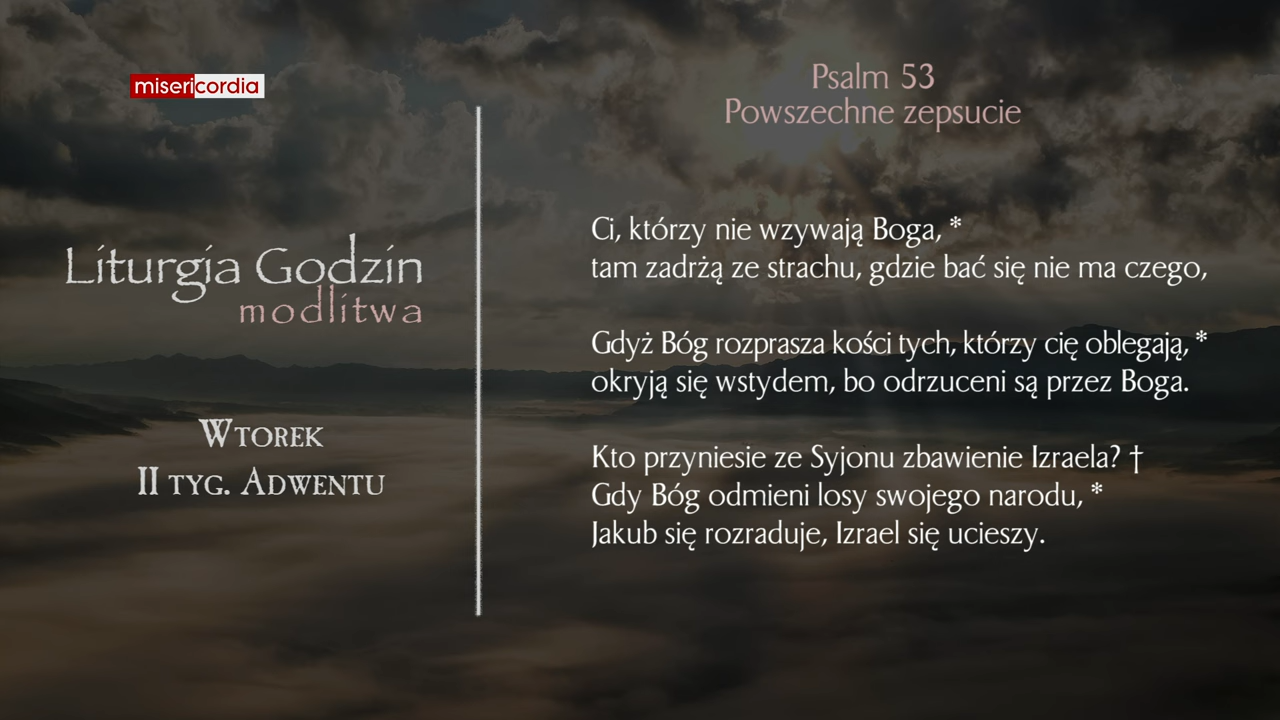 misericordia
Liturgia Godzin
modlitwa
Wtorek
II tyg. Adwentu
Psalm 53
Powszechne zepsucie
Ci, którzy nie wzywają Boga, *
tam zadrżą ze strachu, gdzie bać się nie ma czego,
Gdyż Bóg rozprasza kości tych, którzy cię oblegają, *
okryją się wstydem, bo odrzuceni są przez Boga.
Kto przyniesie ze Syjonu zbawienie Izraela? †
Gdy Bóg odmieni losy swojego narodu, *
Jakub się rozraduje, Izrael się ucieszy.